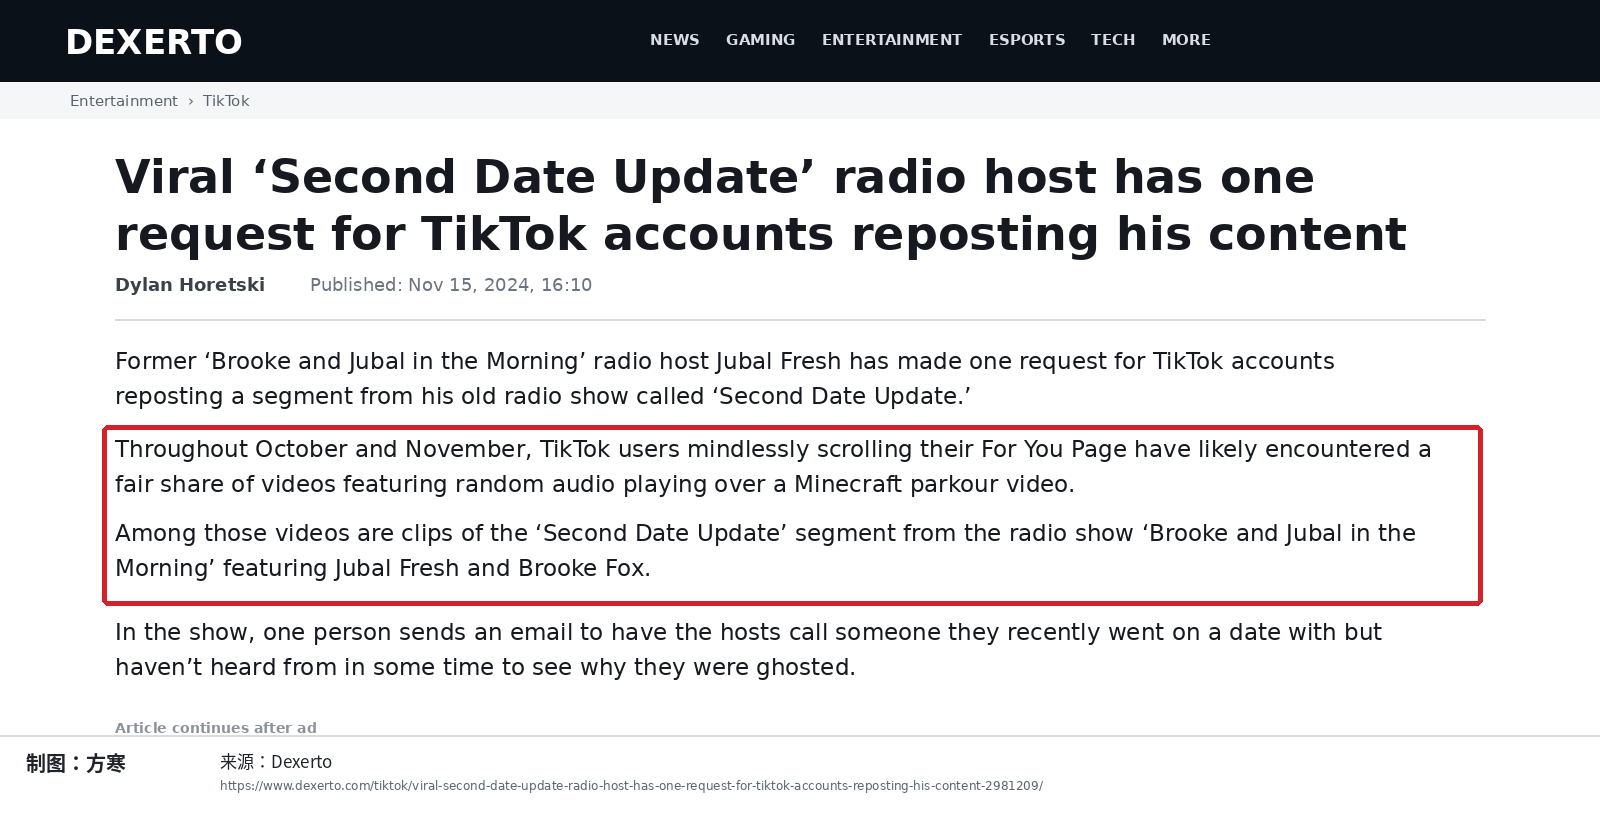 DEXERTO
NEWS GAMING ENTERTAINMENT ESPORTS TECH MORE
Entertainment › TikTok
Viral ‘Second Date Update’ radio host has one
request for TikTok accounts reposting his content
Dylan Horetski Published: Nov 15, 2024, 16:10
Former ‘Brooke and Jubal in the Morning’ radio host Jubal Fresh has made one request for TikTok accounts
reposting a segment from his old radio show called ‘Second Date Update.’
Throughout October and November, TikTok users mindlessly scrolling their For You Page have likely encountered a
fair share of videos featuring random audio playing over a Minecraft parkour video.
Among those videos are clips of the ‘Second Date Update’ segment from the radio show ‘Brooke and Jubal in the
Morning’ featuring Jubal Fresh and Brooke Fox.
In the show, one person sends an email to have the hosts call someone they recently went on a date with but
haven’t heard from in some time to see why they were ghosted.
Article continues after ad
制图：方寒
来源：Dexerto
https://www.dexerto.com/tiktok/viral-second-date-update-radio-host-has-one-request-for-tiktok-accounts-reposting-his-content-2981209/